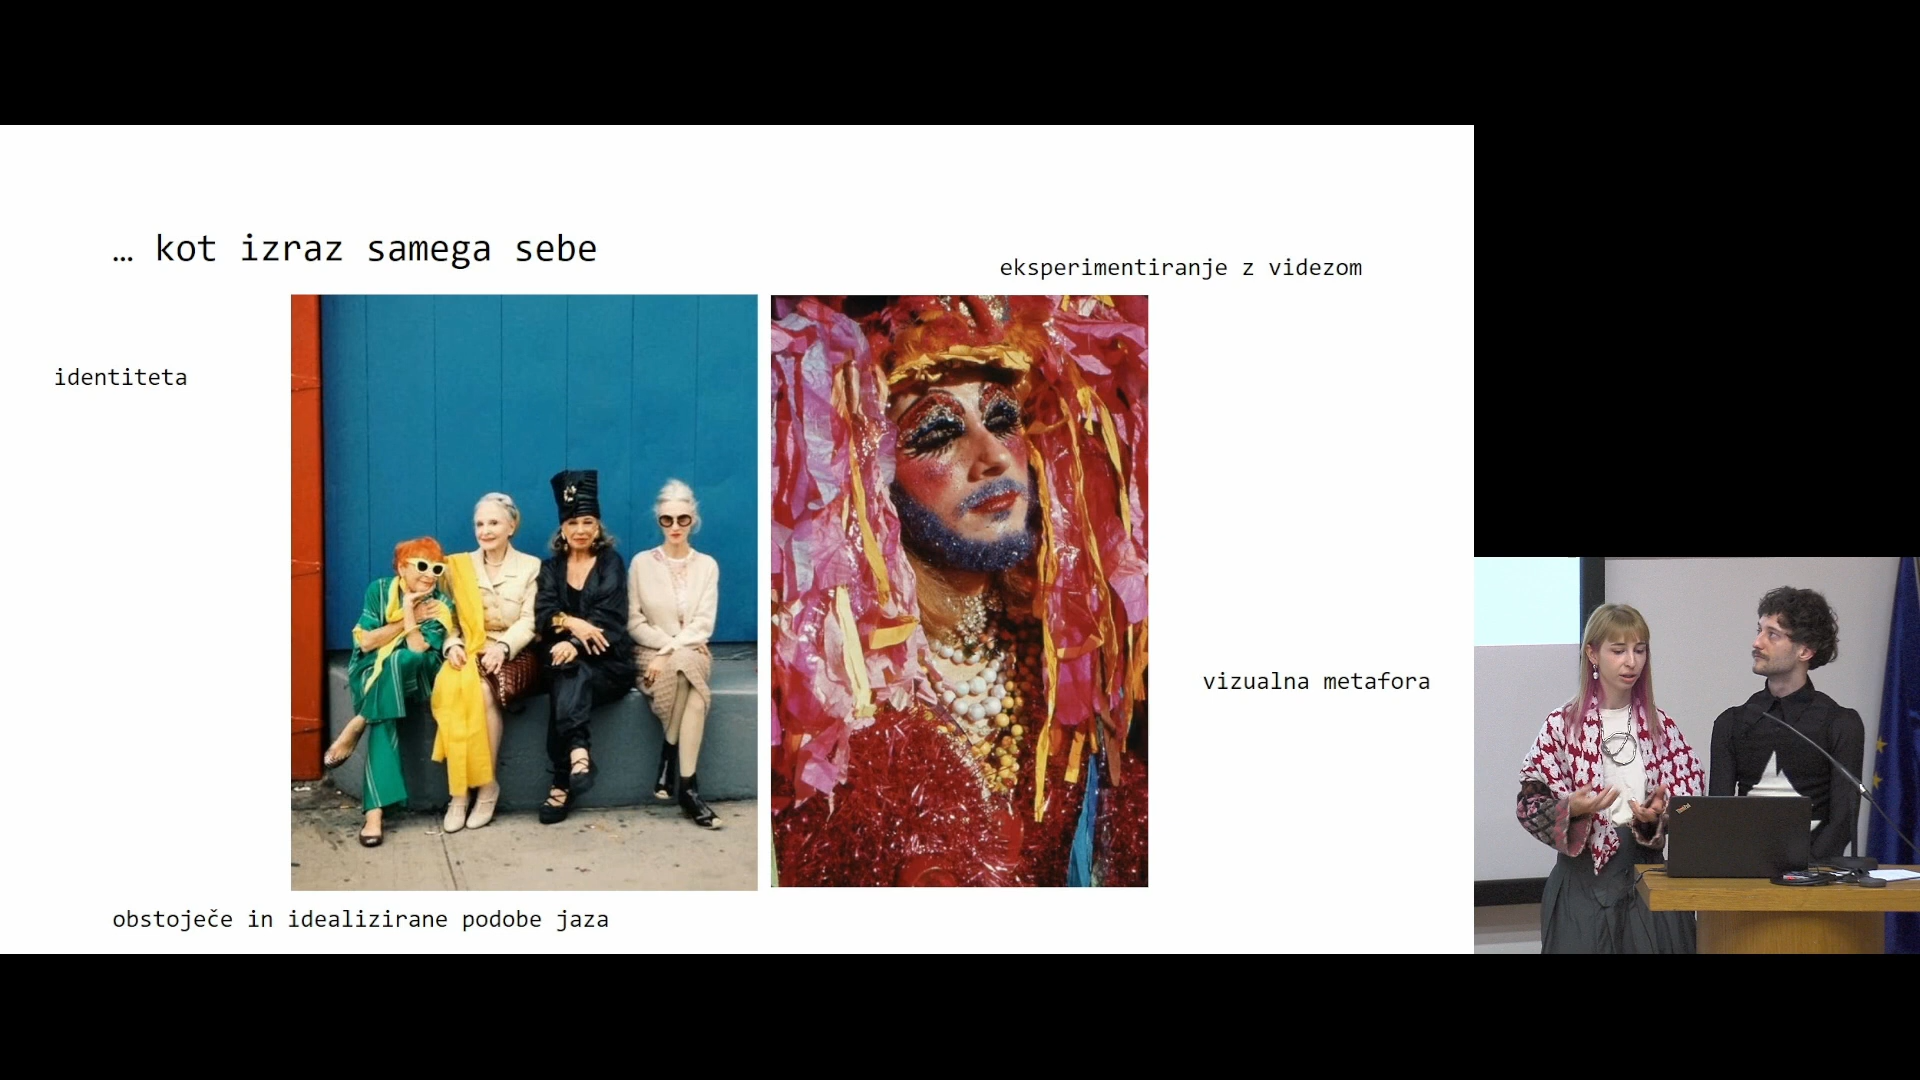 … kot izraz samega sebe
eksperimentiranje z videzom
identiteta
vizualna metafora
obstoječe in idealizirane podobe jaza